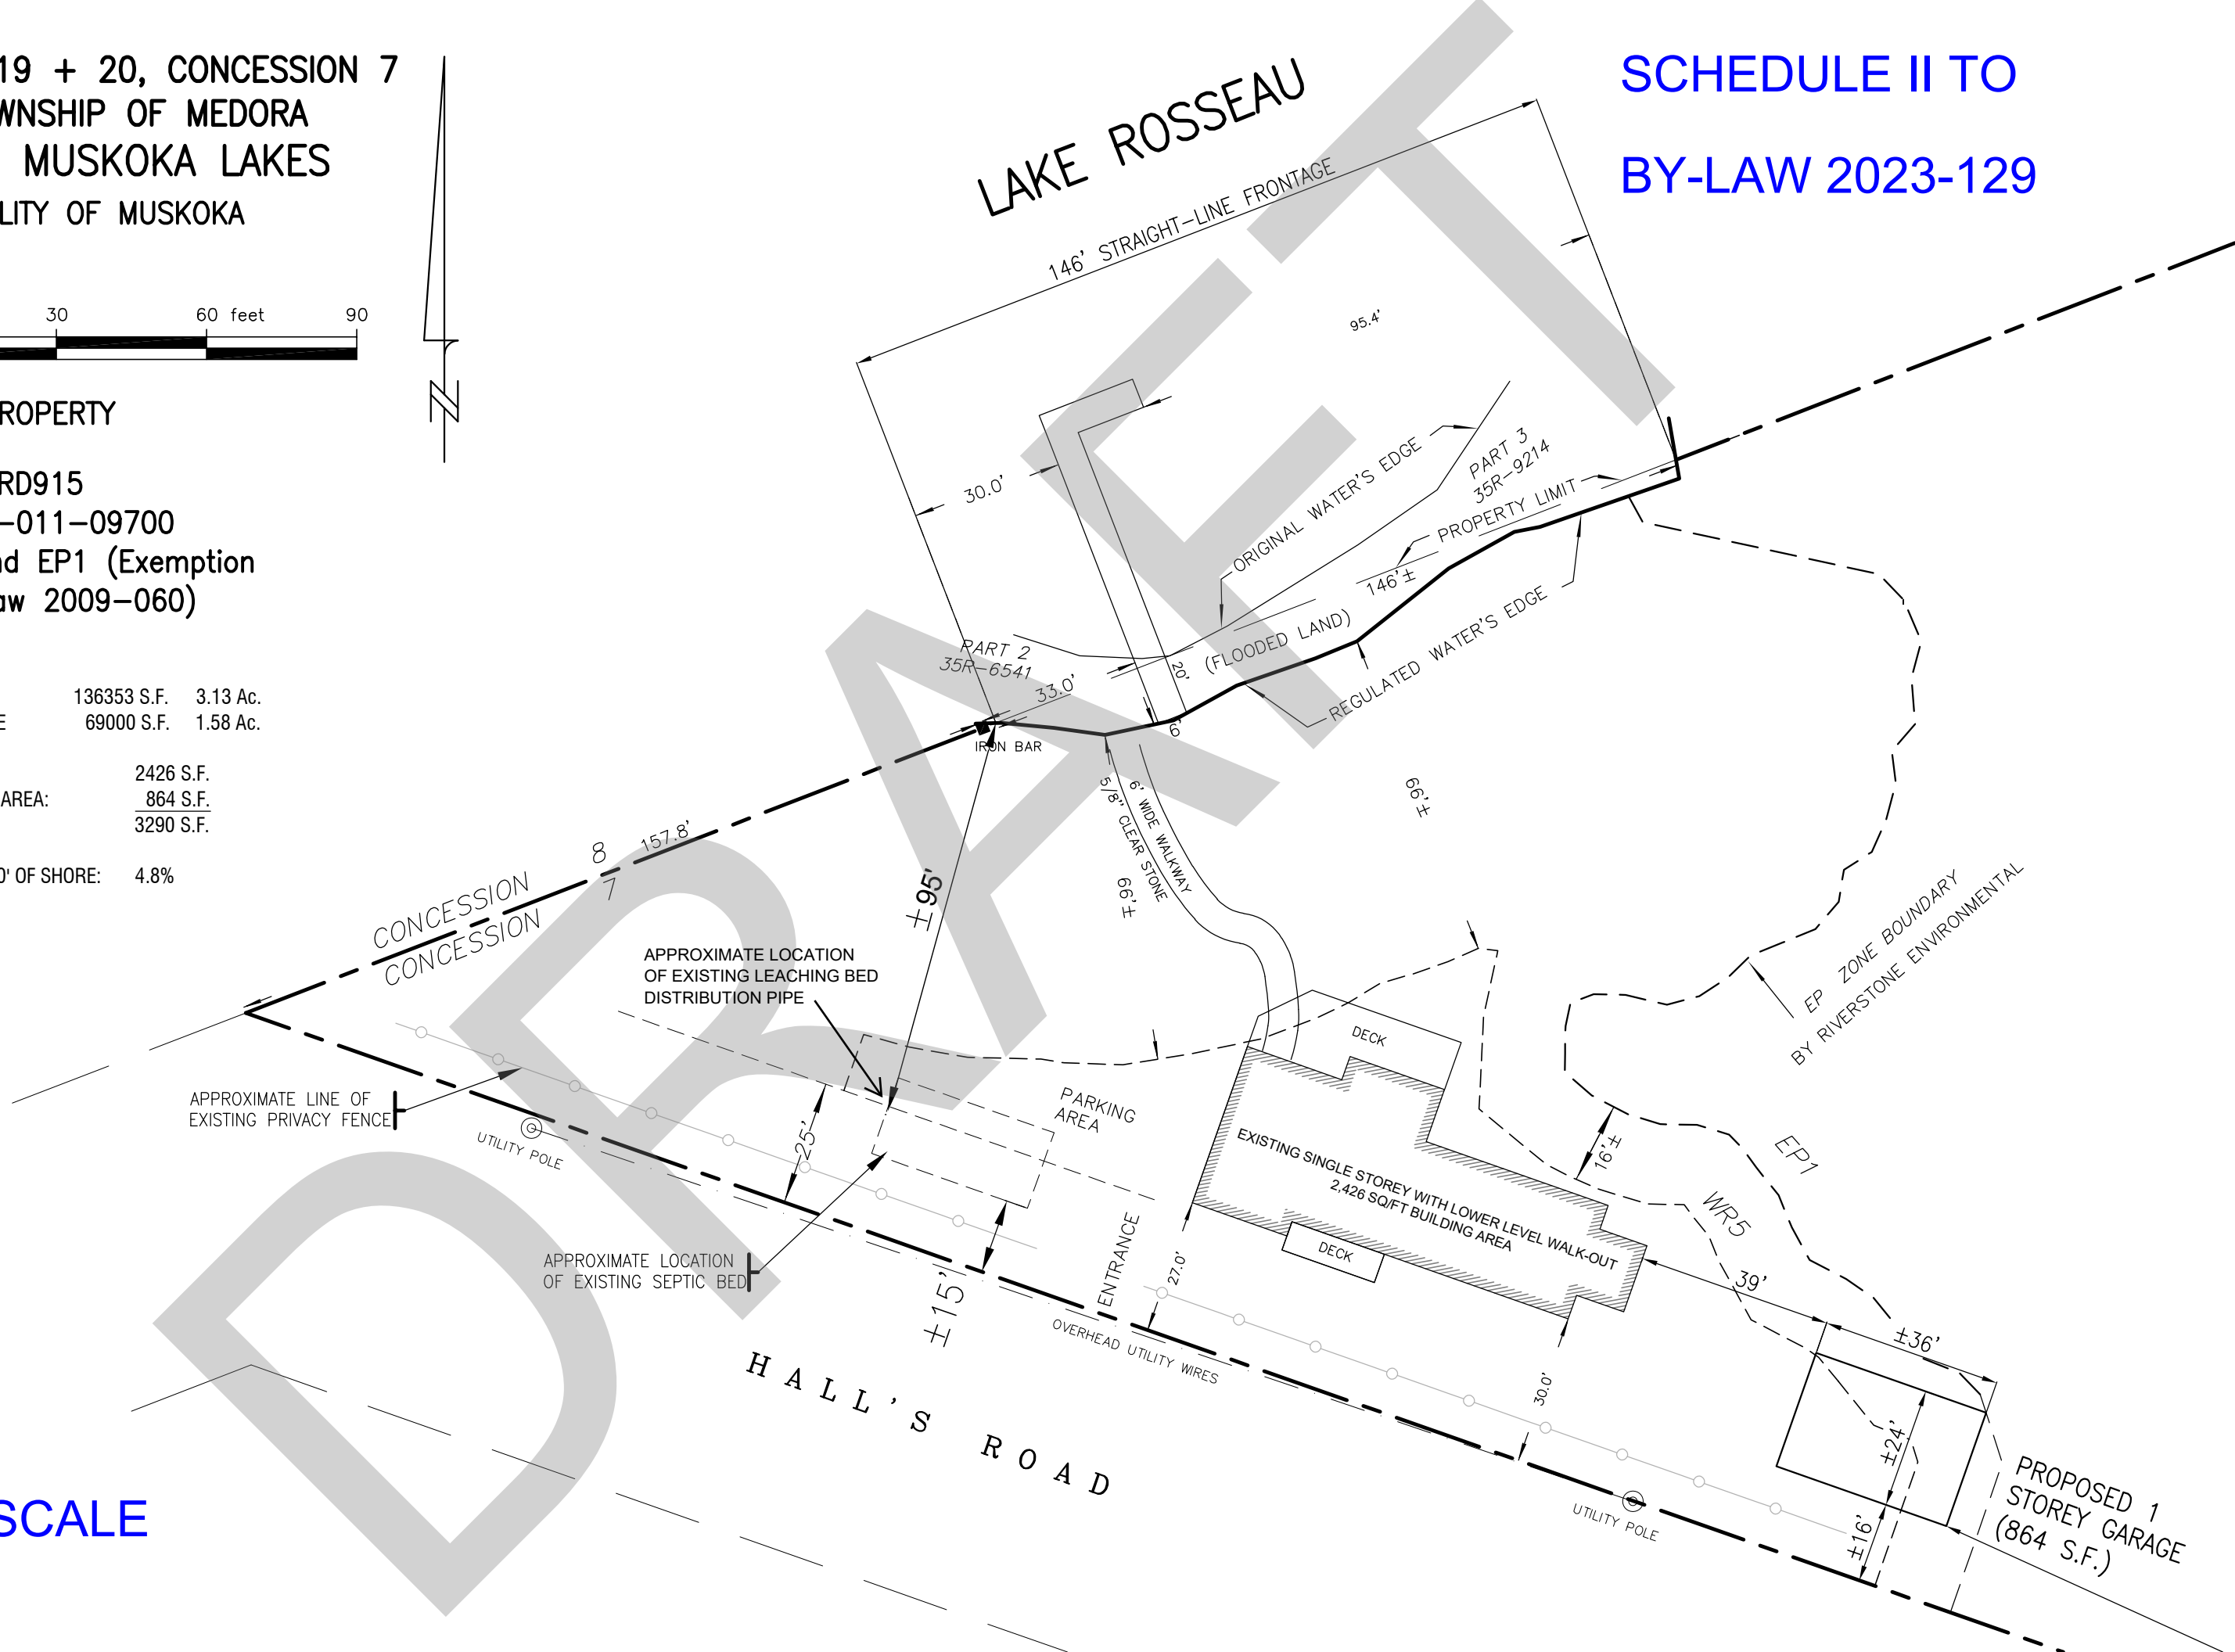 19 + 20, CONCESSION 7
WNSHIP OF MEDORA
MUSKOKA LAKES
LITY OF MUSKOKA
30 60 feet 90
N
ROPERTY
RD915
-011-09700
nd EP1 (Exemption
aw 2009-060)
136353 S.F. 3.13 Ac.
E 69000 S.F. 1.58 Ac.
2426 S.F.
AREA: 864 S.F.
3290 S.F.
0' OF SHORE: 4.8%
SCALE
SCHEDULE II TO
BY-LAW 2023-129
DRAFT
LAKE ROSSEAU
146' STRAIGHT-LINE FRONTAGE
95.4'
30.0'
ORIGINAL WATER'S EDGE
PART 3
35R-9214
PROPERTY LIMIT
146'±
(FLOODED LAND)
REGULATED WATER'S EDGE
PART 2
35R-6541
33.0'
20'
6'
IRON BAR
6' WIDE WALKWAY
5/8" CLEAR STONE
66'±
66'±
157.8'
CONCESSION 8
CONCESSION 7
±95'
APPROXIMATE LOCATION
OF EXISTING LEACHING BED
DISTRIBUTION PIPE
EP ZONE BOUNDARY
BY RIVERSTONE ENVIRONMENTAL
DECK
PARKING
AREA
APPROXIMATE LINE OF
EXISTING PRIVACY FENCE
UTILITY POLE
25'
EXISTING SINGLE STOREY WITH LOWER LEVEL WALK-OUT
2,426 SQ/FT BUILDING AREA
DECK
16'±
EP1
WR5
APPROXIMATE LOCATION
OF EXISTING SEPTIC BED
±15'
ENTRANCE
27.0'
39'
±36'
OVERHEAD UTILITY WIRES
HALL'S ROAD
30.0'
±24'
±16'
UTILITY POLE
PROPOSED 1
STOREY GARAGE
(864 S.F.)